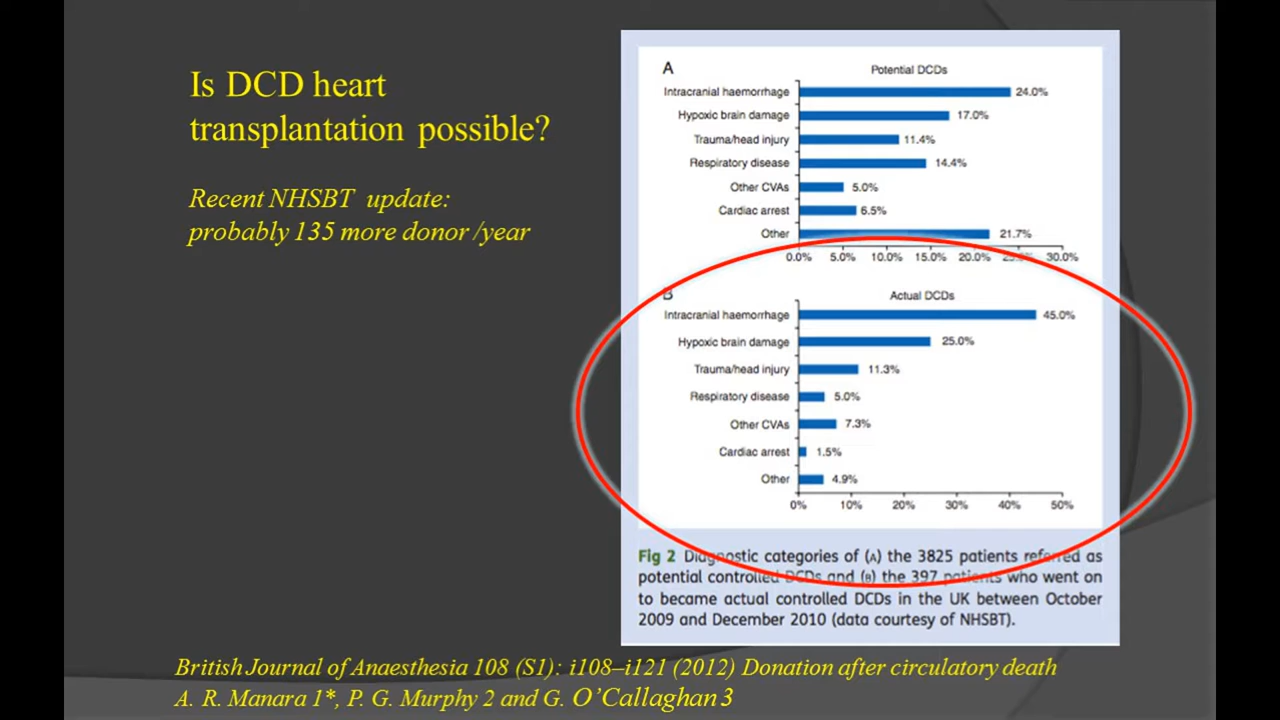 Is DCD heart
transplantation possible?
Recent NHSBT update:
probably 135 more donor /year
A
Potential DCDs
Intracranial haemorrhage 24.0%
Hypoxic brain damage 17.0%
Trauma/head injury 11.4%
Respiratory disease 14.4%
Other CVAs 5.0%
Cardiac arrest 6.5%
Other 21.7%
0.0% 5.0% 10.0% 15.0% 20.0% 25.0% 30.0%
B
Actual DCDs
Intracranial haemorrhage 45.0%
Hypoxic brain damage 25.0%
Trauma/head injury 11.3%
Respiratory disease 5.0%
Other CVAs 7.3%
Cardiac arrest 1.5%
Other 4.9%
0% 10% 20% 30% 40% 50%
Fig 2 Diagnostic categories of (A) the 3825 patients referred as
potential controlled DCDs and (B) the 397 patients who went on
to became actual controlled DCDs in the UK between October
2009 and December 2010 (data courtesy of NHSBT).
British Journal of Anaesthesia 108 (S1): i108–i121 (2012) Donation after circulatory death
A. R. Manara 1*, P. G. Murphy 2 and G. O’Callaghan 3